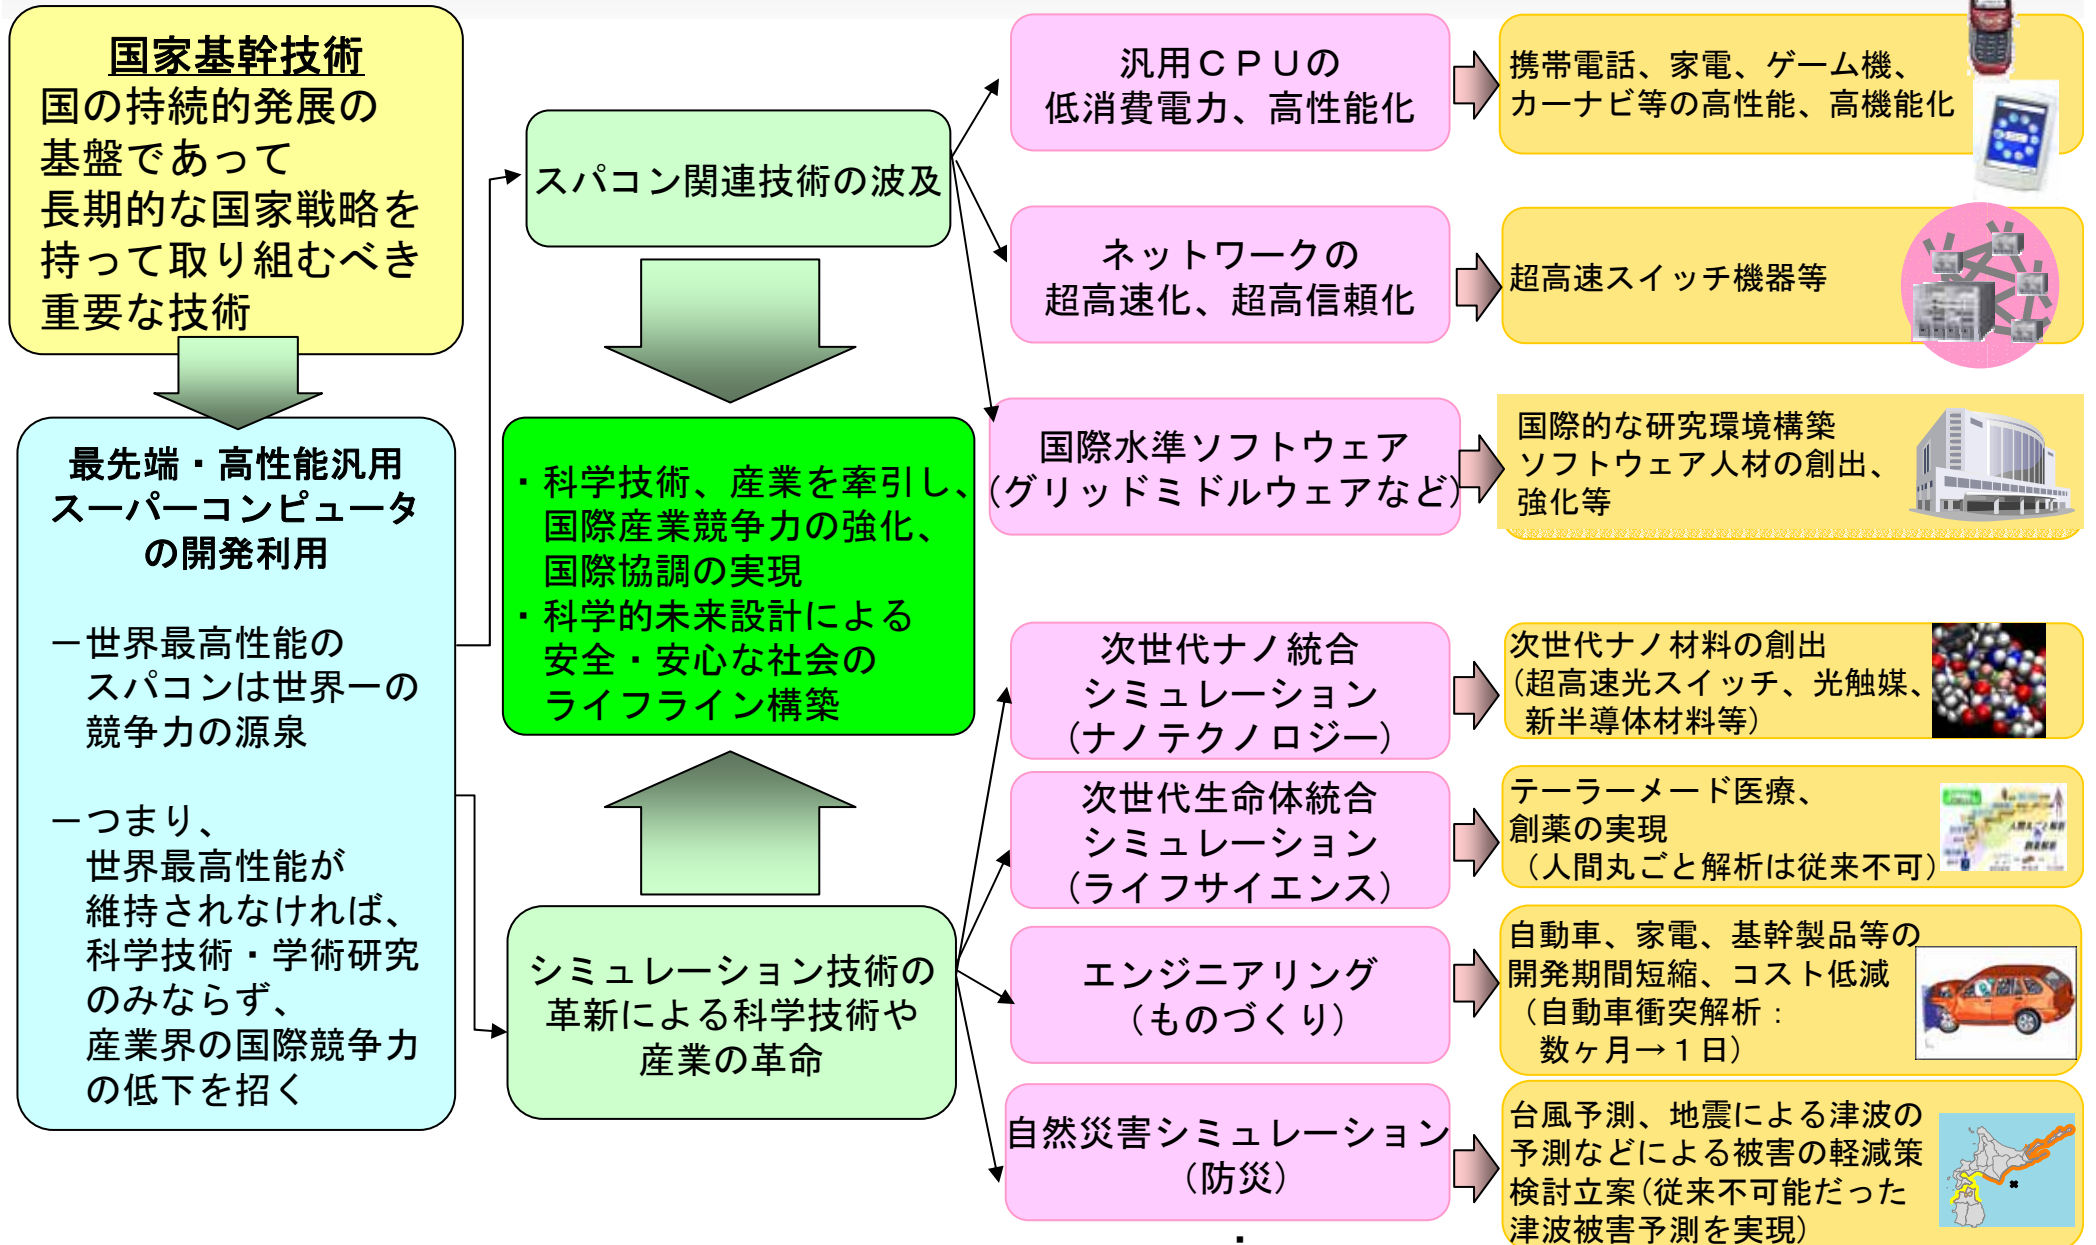 国家基幹技術
国の持続的発展の
基盤であって
長期的な国家戦略を
持って取り組むべき
重要な技術
最先端・高性能汎用
スーパーコンピュータ
の開発利用
－世界最高性能の
スパコンは世界一の
競争力の源泉
－つまり、
世界最高性能が
維持されなければ、
科学技術・学術研究
のみならず、
産業界の国際競争力
の低下を招く
スパコン関連技術の波及
・科学技術、産業を牽引し、
国際産業競争力の強化、
国際協調の実現
・科学的未来設計による
安全・安心な社会の
ライフライン構築
シミュレーション技術の
革新による科学技術や
産業の革命
汎用ＣＰＵの
低消費電力、高性能化
携帯電話、家電、ゲーム機、
カーナビ等の高性能、高機能化
ネットワークの
超高速化、超高信頼化
超高速スイッチ機器等
国際水準ソフトウェア
（グリッドミドルウェアなど）
国際的な研究環境構築
ソフトウェア人材の創出、
強化等
次世代ナノ統合
シミュレーション
（ナノテクノロジー）
次世代ナノ材料の創出
（超高速光スイッチ、光触媒、
新半導体材料等）
次世代生命体統合
シミュレーション
（ライフサイエンス）
テーラーメード医療、
創薬の実現
（人間丸ごと解析は従来不可）
人間丸ごと解析
エンジニアリング
（ものづくり）
自動車、家電、基幹製品等の
開発期間短縮、コスト低減
（自動車衝突解析：
数ヶ月→１日）
自然災害シミュレーション
（防災）
台風予測、地震による津波の
予測などによる被害の軽減策
検討立案（従来不可能だった
津波被害予測を実現）